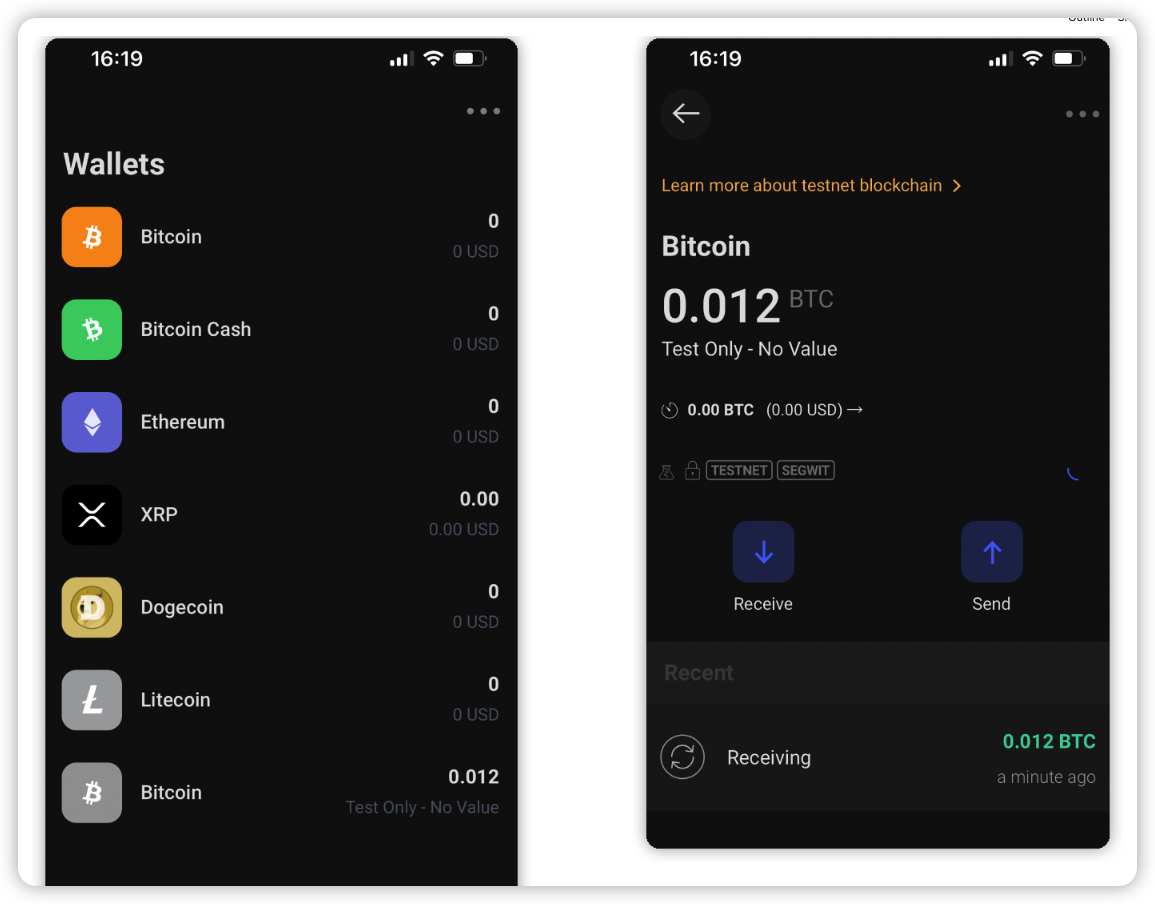 Outline
16:19
Wallets
Bitcoin
0
0 USD
Bitcoin Cash
0
0 USD
Ethereum
0
0 USD
XRP
0.00
0.00 USD
Dogecoin
0
0 USD
Litecoin
0
0 USD
Bitcoin
0.012
Test Only - No Value
16:19
Learn more about testnet blockchain
Bitcoin
0.012 BTC
Test Only - No Value
0.00 BTC (0.00 USD) →
TESTNET SEGWIT
Receive
Send
Recent
Receiving
0.012 BTC
a minute ago